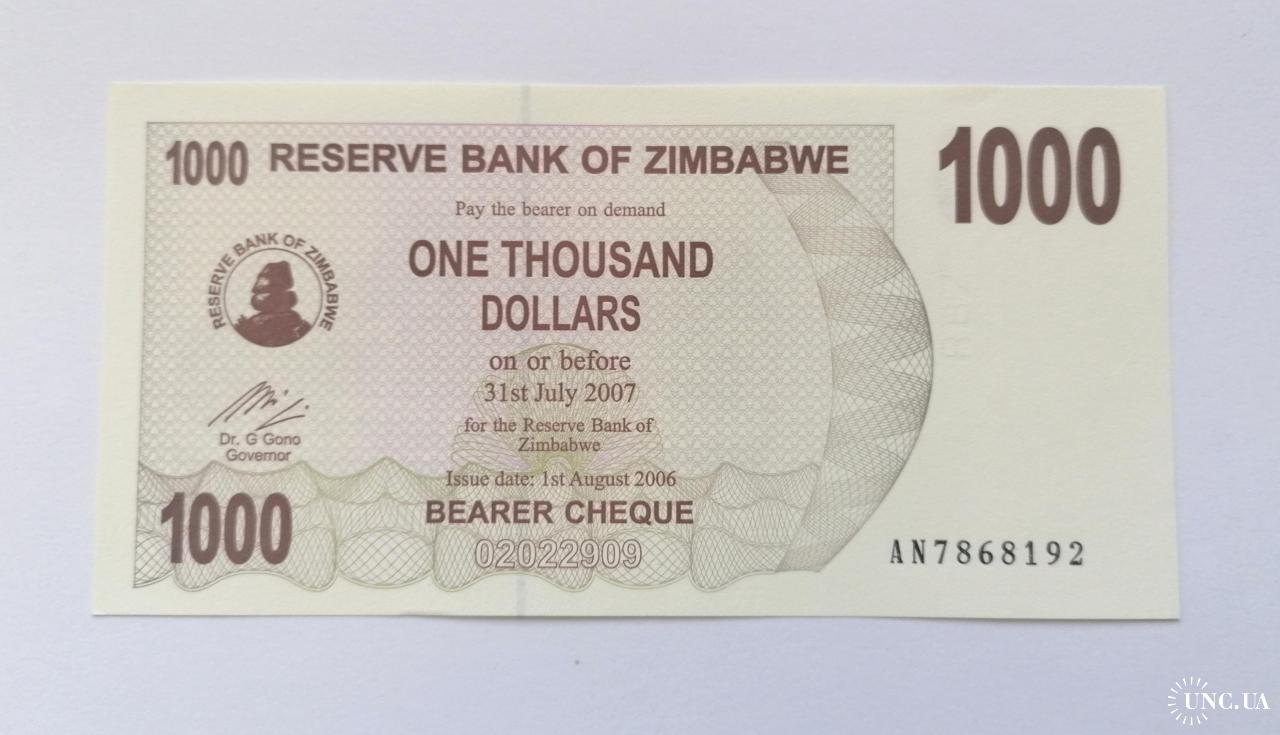 1000 RESERVE BANK OF ZIMBABWE
1000
Pay the bearer on demand
ONE THOUSAND
DOLLARS
RESERVE BANK OF ZIMBABWE
on or before
31st July 2007
for the Reserve Bank of
Zimbabwe
Dr. G Gono
Governor
Issue date: 1st August 2006
1000
BEARER CHEQUE
02022909
AN7868192
UNC.UA